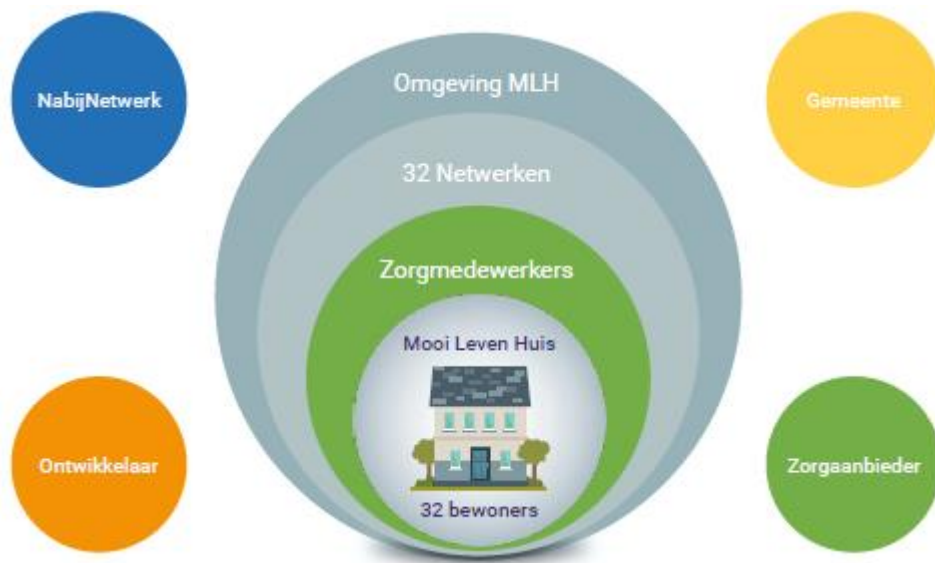 NabijNetwerk
Omgeving MLH
Gemeente
32 Netwerken
Zorgmedewerkers
Mooi Leven Huis
Ontwikkelaar
Zorgaanbieder
32 bewoners